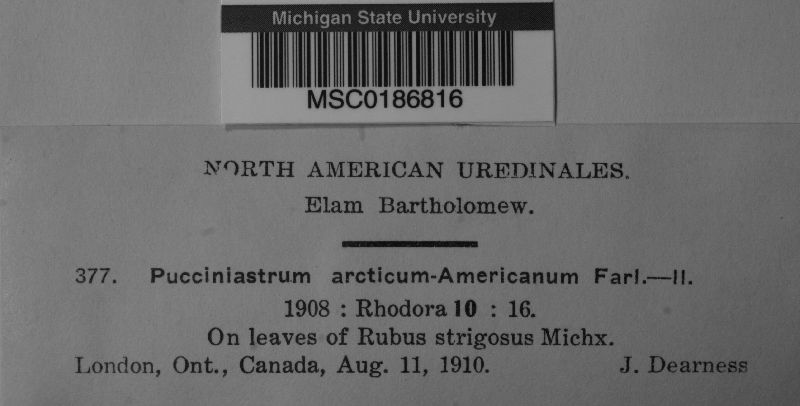 Michigan State University
MSC0186816
NORTH AMERICAN UREDINALES.
Elam Bartholomew.
377. Pucciniastrum arcticum-Americanum Farl.—II.
1908 : Rhodora 10 : 16.
On leaves of Rubus strigosus Michx.
London, Ont., Canada, Aug. 11, 1910. J. Dearness